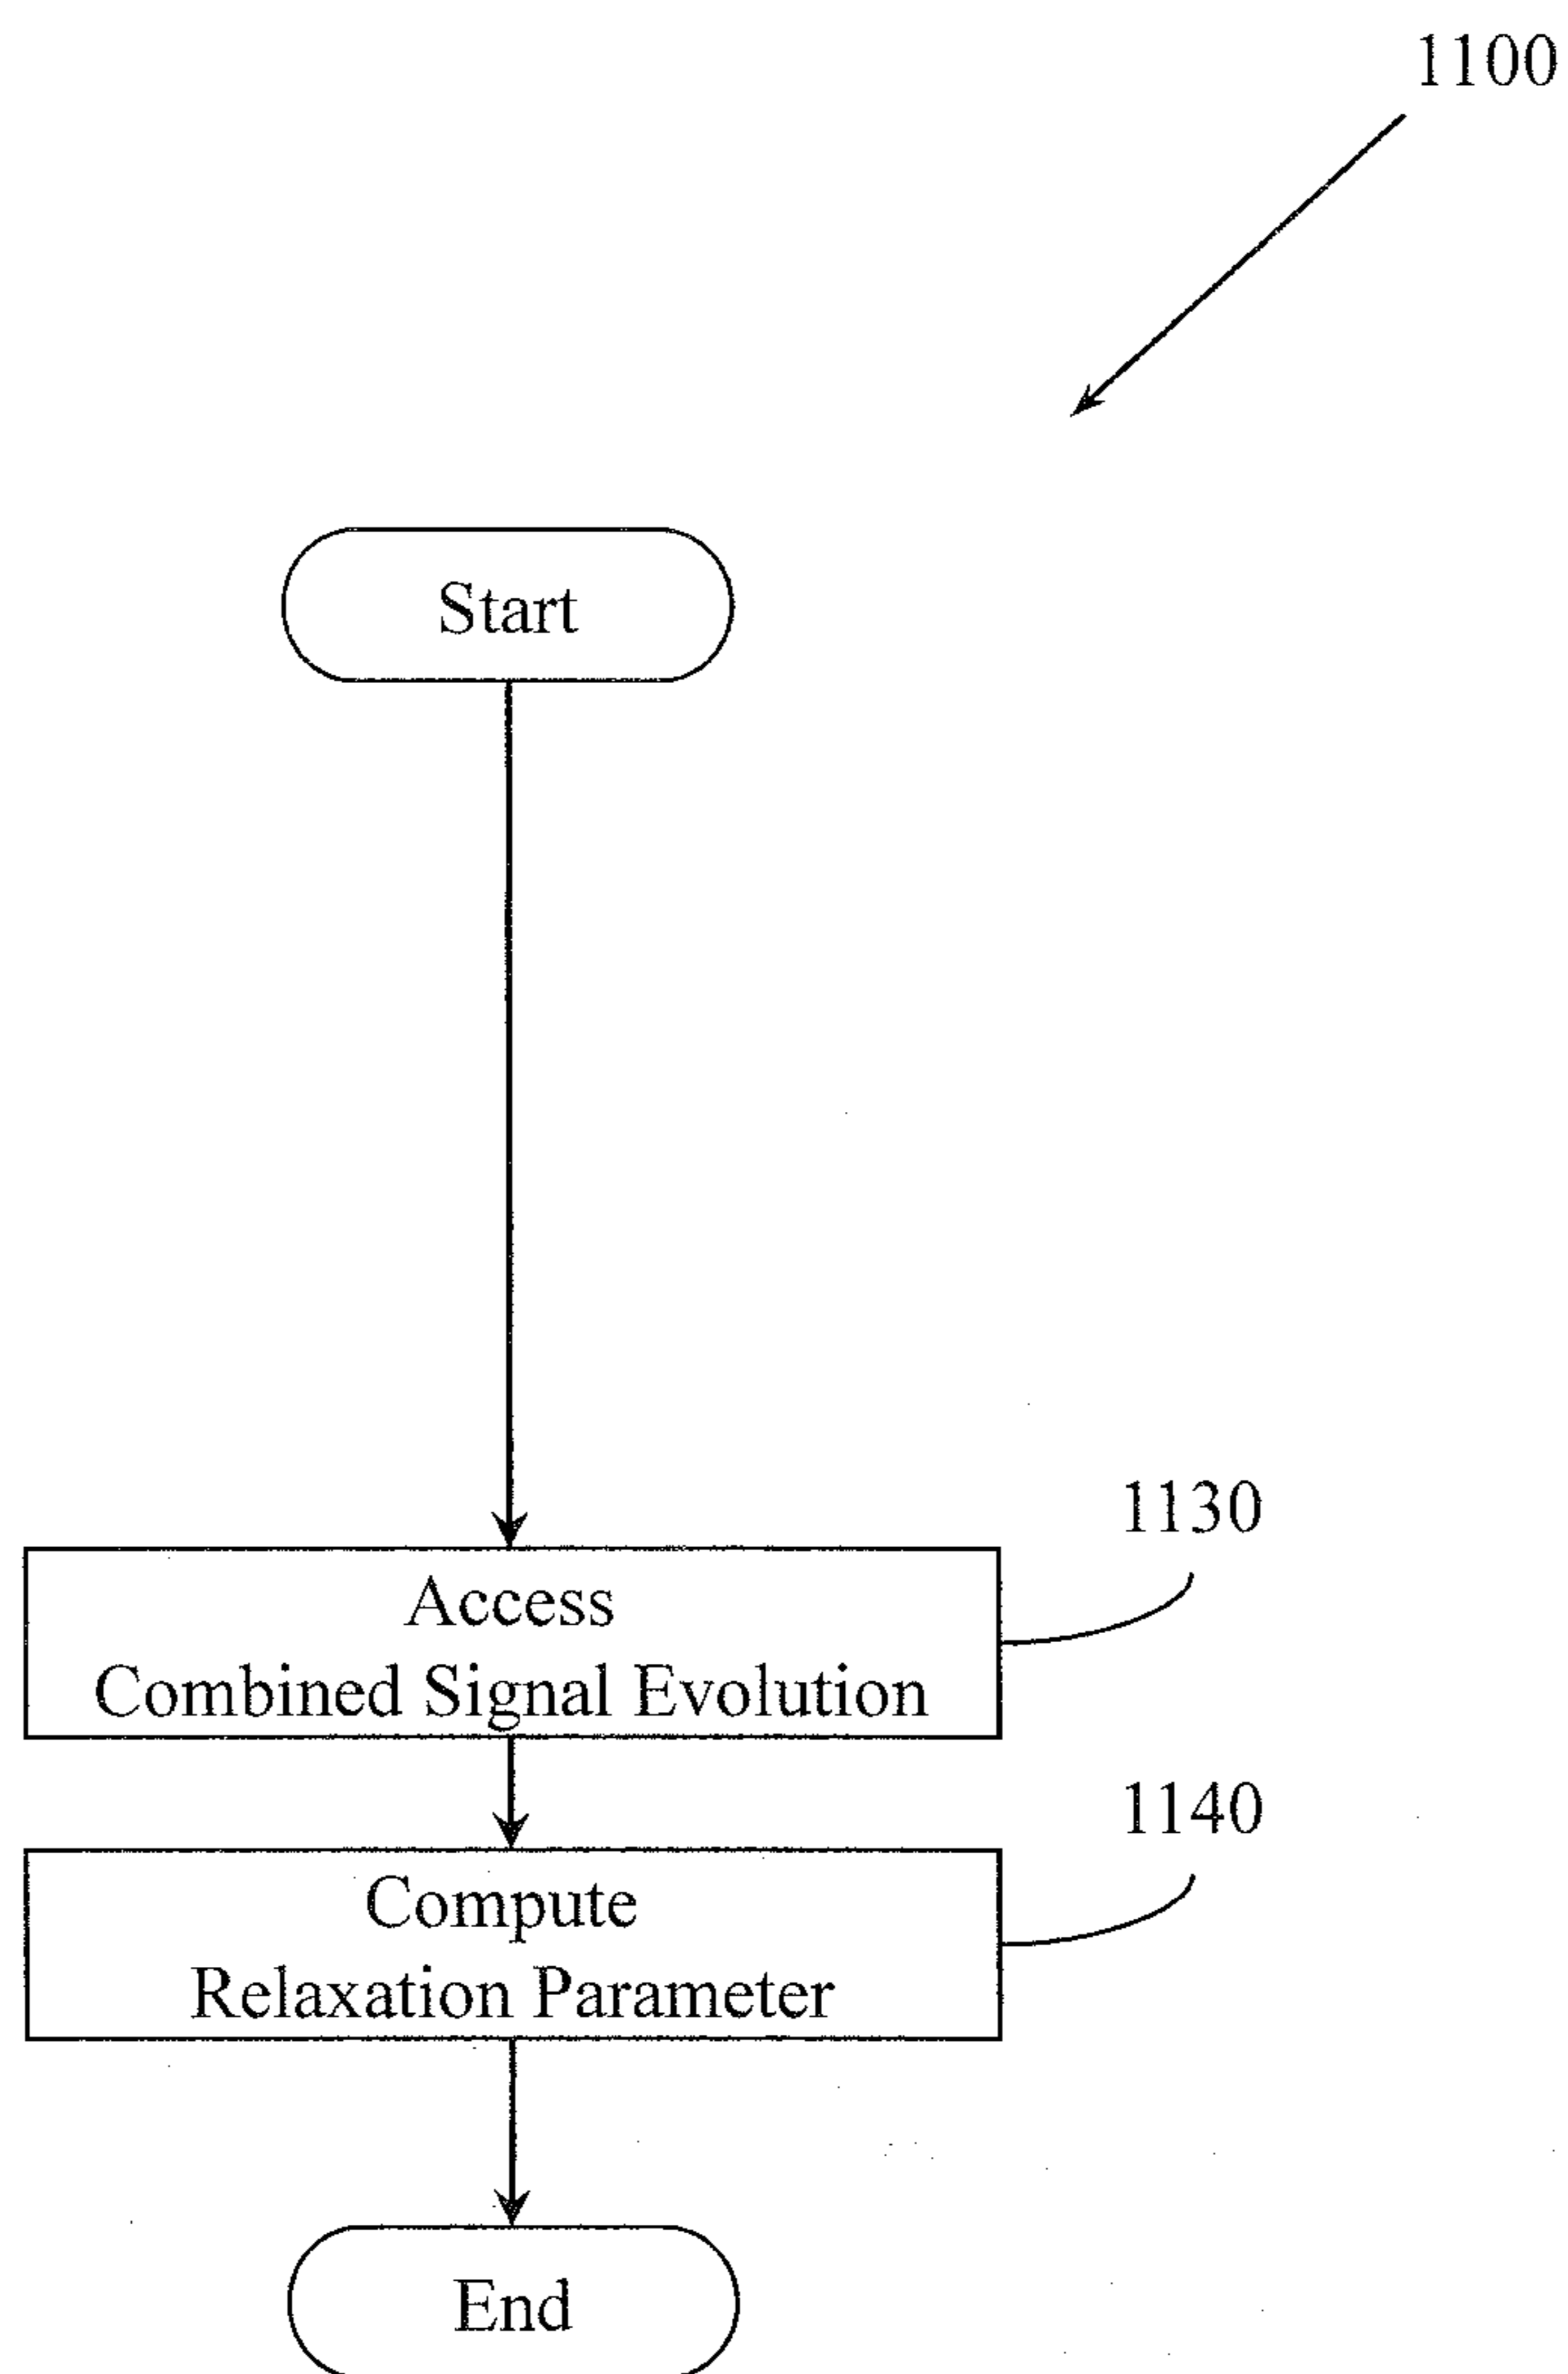 1100
Start
1130
Access
Combined Signal Evolution
1140
Compute
Relaxation Parameter
End